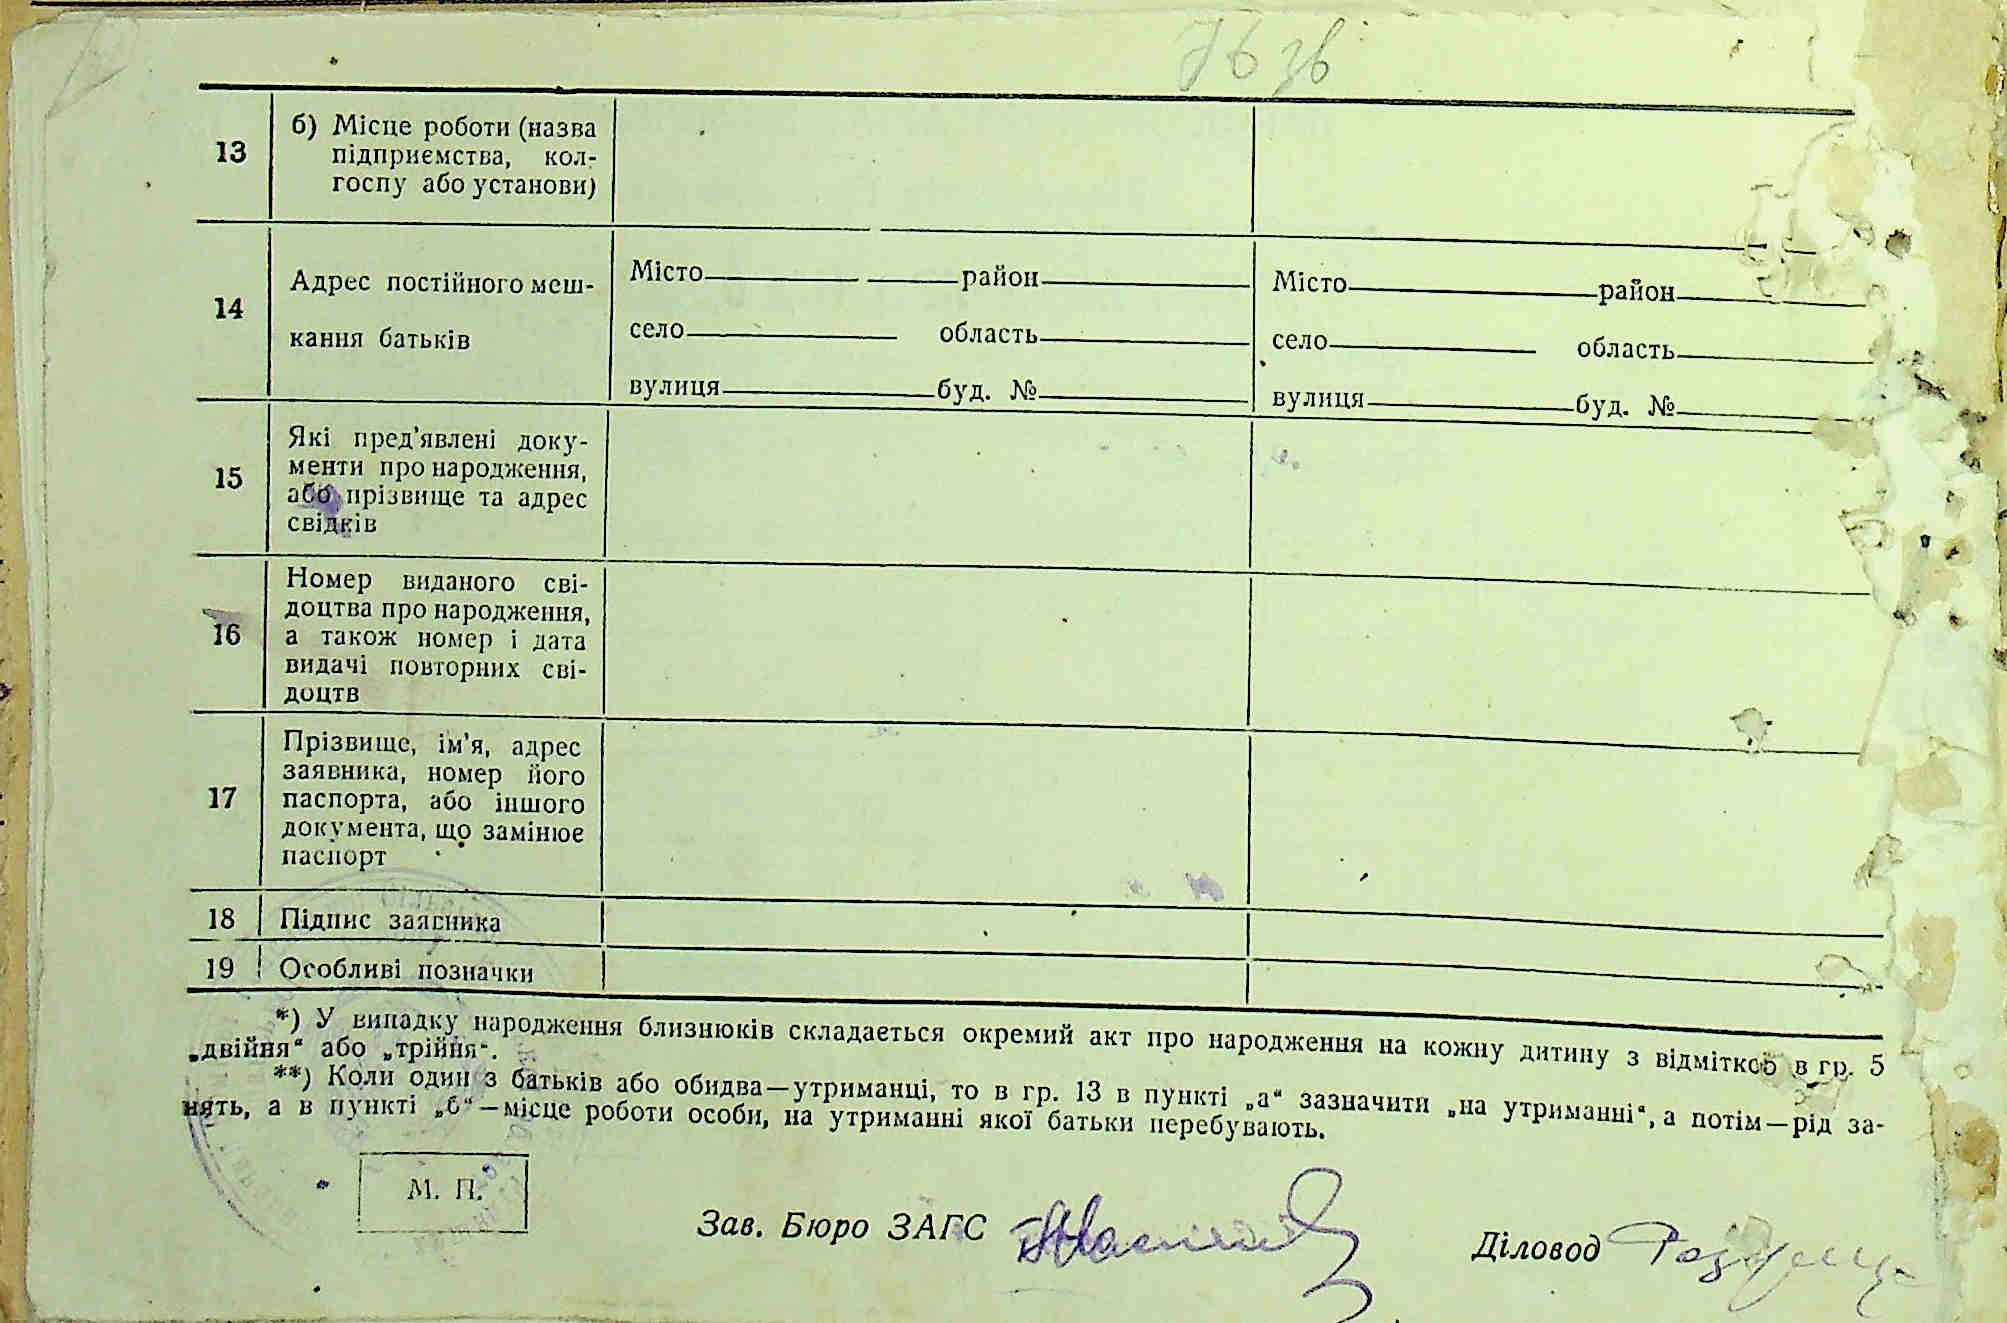 13
б) Місце роботи (назва
підприємства, кол-
госпу або установи)
14
Адрес постійного меш-
кання батьків
Місто район
село область
вулиця буд. №
Місто район
село область
вулиця буд. №
15
Які пред'явлені доку-
менти про народження,
або прізвище та адрес
свідків
16
Номер виданого сві-
доцтва про народження,
а також номер і дата
видачі повторних сві-
доцтв
17
Прізвище, ім'я, адрес
заявника, номер його
паспорта, або іншого
документа, що замінює
паспорт
18 Підпис заявника
19 Особливі позначки
*) У випадку народження близнюків складається окремий акт про народження на кожну дитину з відміткою в гр. 5
„двійня“ або „трійня“.
**) Коли один з батьків або обидва—утриманці, то в гр. 13 в пункті „а“ зазначити „на утриманні“, а потім—рід за-
нять, а в пункті „б“—місце роботи особи, на утриманні якої батьки перебувають.
М. П.
Зав. Бюро ЗАГС
Діловод